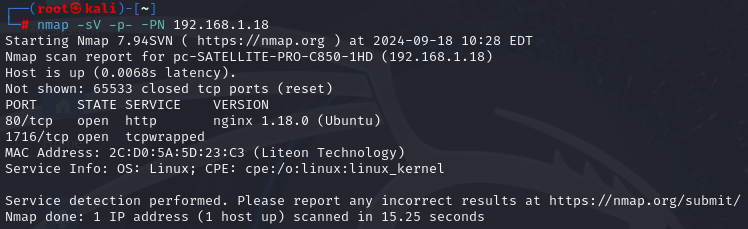 ┌──(root㉿kali)-[~]
└─# nmap -sV -p- -PN 192.168.1.18
Starting Nmap 7.94SVN ( https://nmap.org ) at 2024-09-18 10:28 EDT
Nmap scan report for pc-SATELLITE-PRO-C850-1HD (192.168.1.18)
Host is up (0.0068s latency).
Not shown: 65533 closed tcp ports (reset)
PORT     STATE SERVICE    VERSION
80/tcp   open  http       nginx 1.18.0 (Ubuntu)
1716/tcp open  tcpwrapped
MAC Address: 2C:D0:5A:5D:23:C3 (Liteon Technology)
Service Info: OS: Linux; CPE: cpe:/o:linux:linux_kernel

Service detection performed. Please report any incorrect results at https://nmap.org/submit/
Nmap done: 1 IP address (1 host up) scanned in 15.25 seconds